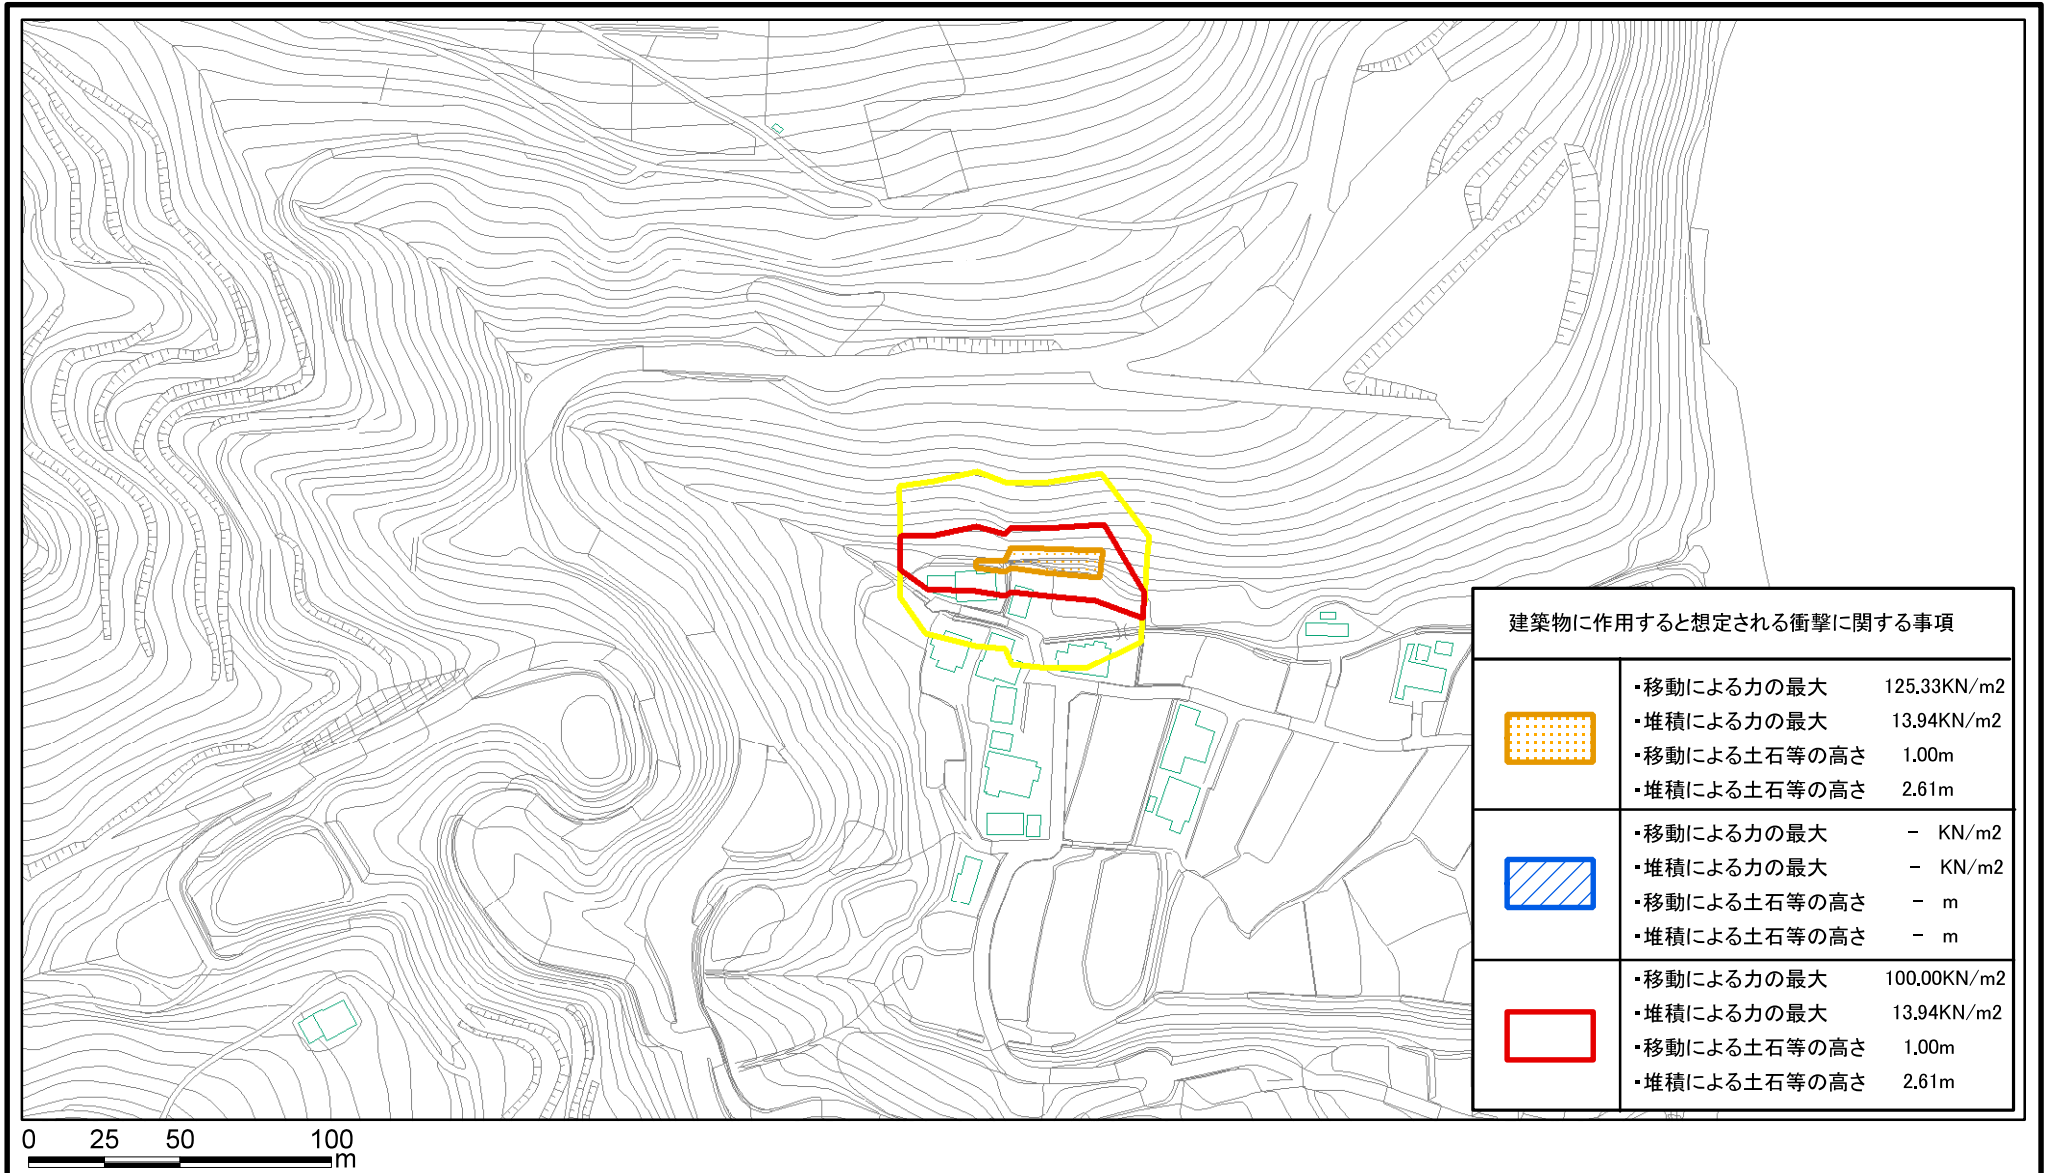 建築物に作用すると想定される衝撃に関する事項
・移動による力の最大 125.33KN/m2
・堆積による力の最大 13.94KN/m2
・移動による土石等の高さ 1.00m
・堆積による土石等の高さ 2.61m
・移動による力の最大 − KN/m2
・堆積による力の最大 − KN/m2
・移動による土石等の高さ − m
・堆積による土石等の高さ − m
・移動による力の最大 100.00KN/m2
・堆積による力の最大 13.94KN/m2
・移動による土石等の高さ 1.00m
・堆積による土石等の高さ 2.61m
0 25 50 100
m